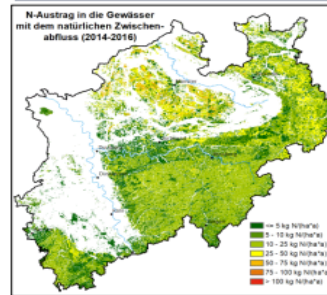 N-Austrag in die Gewässer
mit dem natürlichen Zwischen-
abfluss (2014-2016)
<= 5 kg N/(ha*a)
5 - 10 kg N/(ha*a)
10 - 25 kg N/(ha*a)
25 - 50 kg N/(ha*a)
50 - 75 kg N/(ha*a)
75 - 100 kg N/(ha*a)
> 100 kg N/(ha*a)